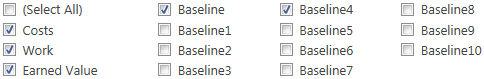 (Select All) Baseline Baseline4 Baseline8
Costs Baseline1 Baseline5 Baseline9
Work Baseline2 Baseline6 Baseline10
Earned Value Baseline3 Baseline7